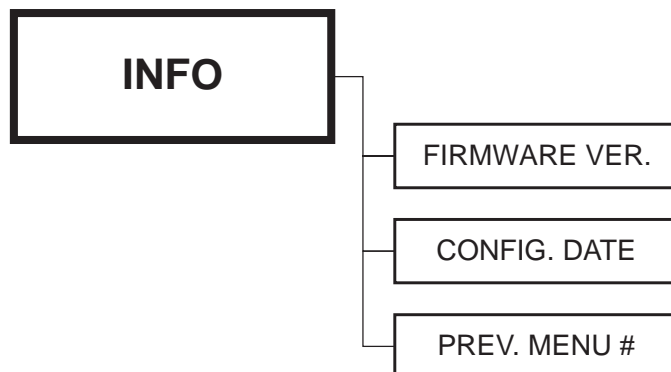 INFO
FIRMWARE VER.
CONFIG. DATE
PREV. MENU #